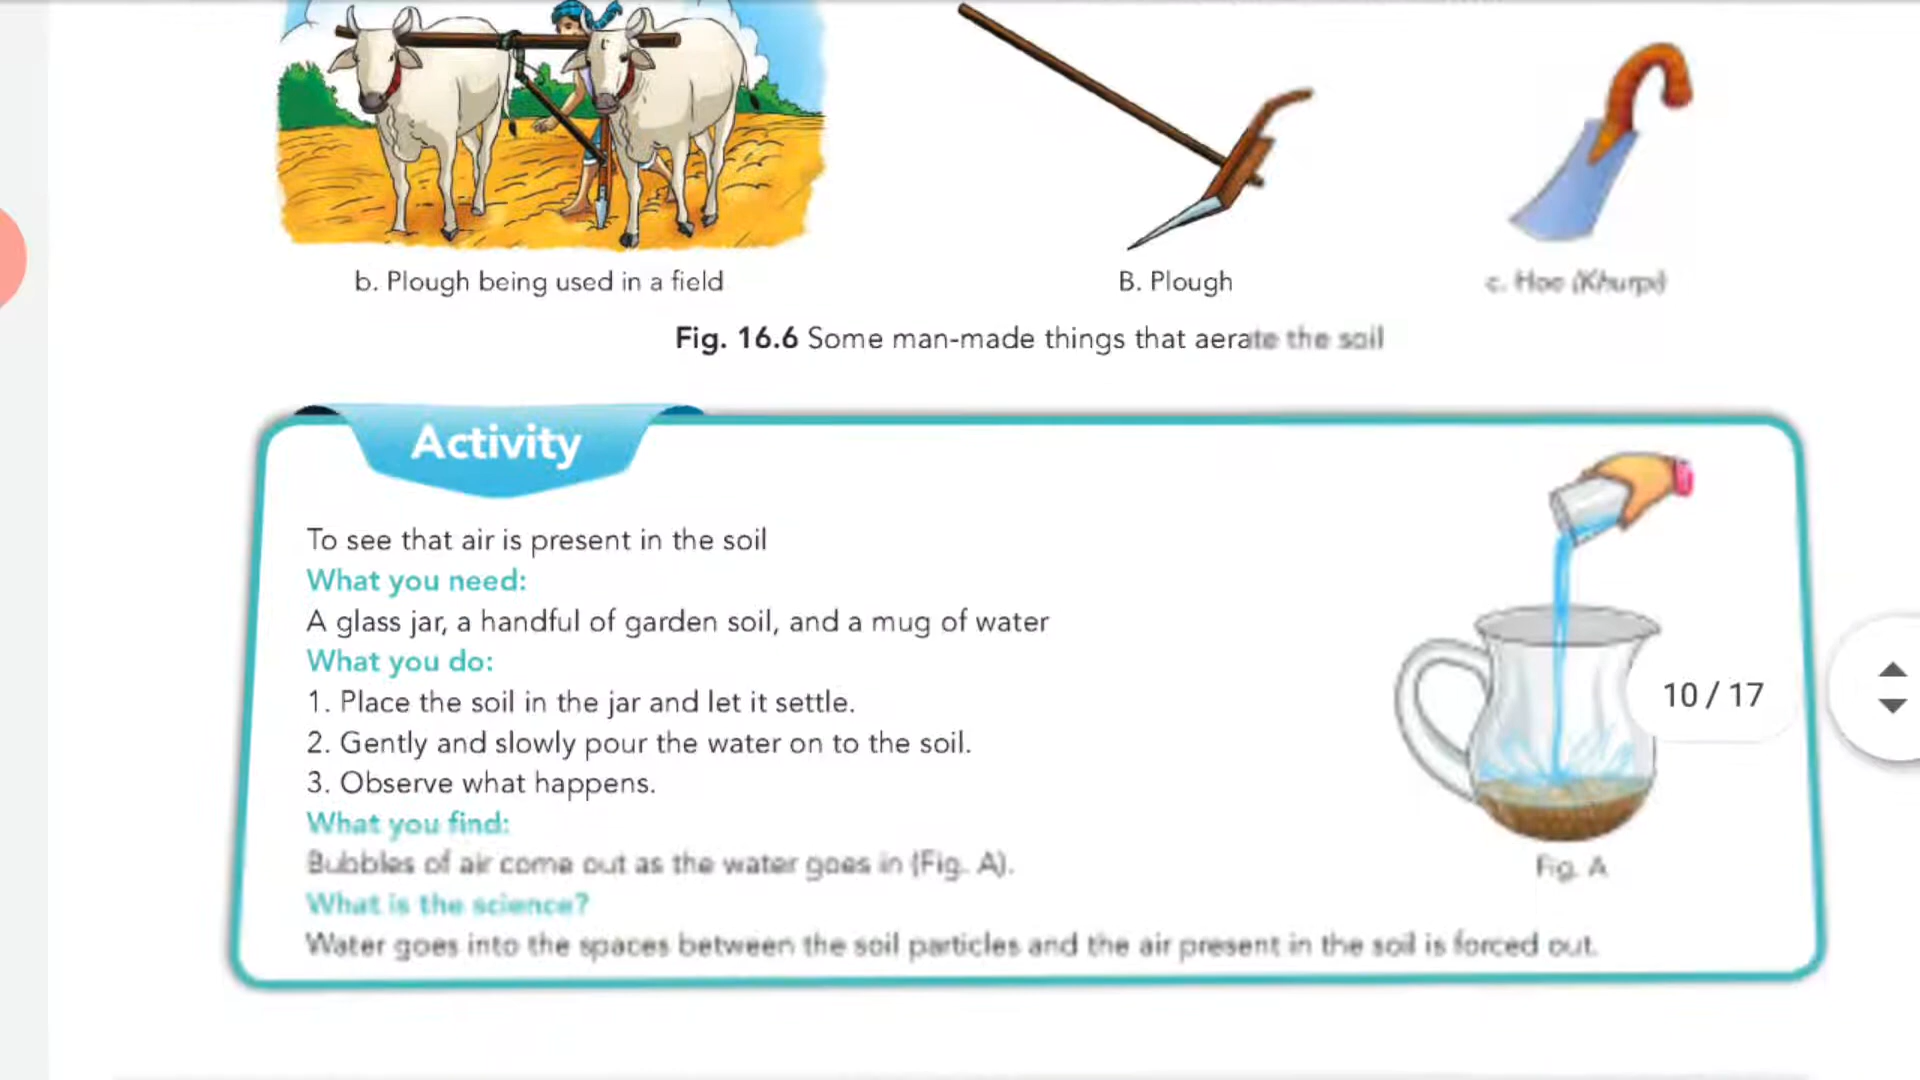 b. Plough being used in a field
B. Plough
c. Hoe (Khurpi)
Fig. 16.6 Some man-made things that aerate the soil
Activity
To see that air is present in the soil
What you need:
A glass jar, a handful of garden soil, and a mug of water
What you do:
1. Place the soil in the jar and let it settle.
2. Gently and slowly pour the water on to the soil.
3. Observe what happens.
What you find:
Bubbles of air come out as the water goes in (Fig. A).
What is the science?
Water goes into the spaces between the soil particles and the air present in the soil is forced out.
Fig. A
10 / 17